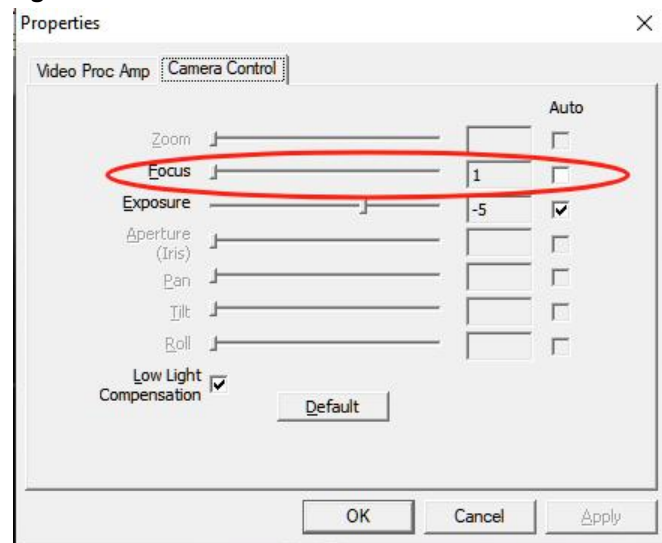 Properties
Video Proc Amp Camera Control
Auto
Zoom
Focus 1
Exposure -5
Aperture
(Iris)
Pan
Tilt
Roll
Low Light
Compensation
Default
OK Cancel Apply